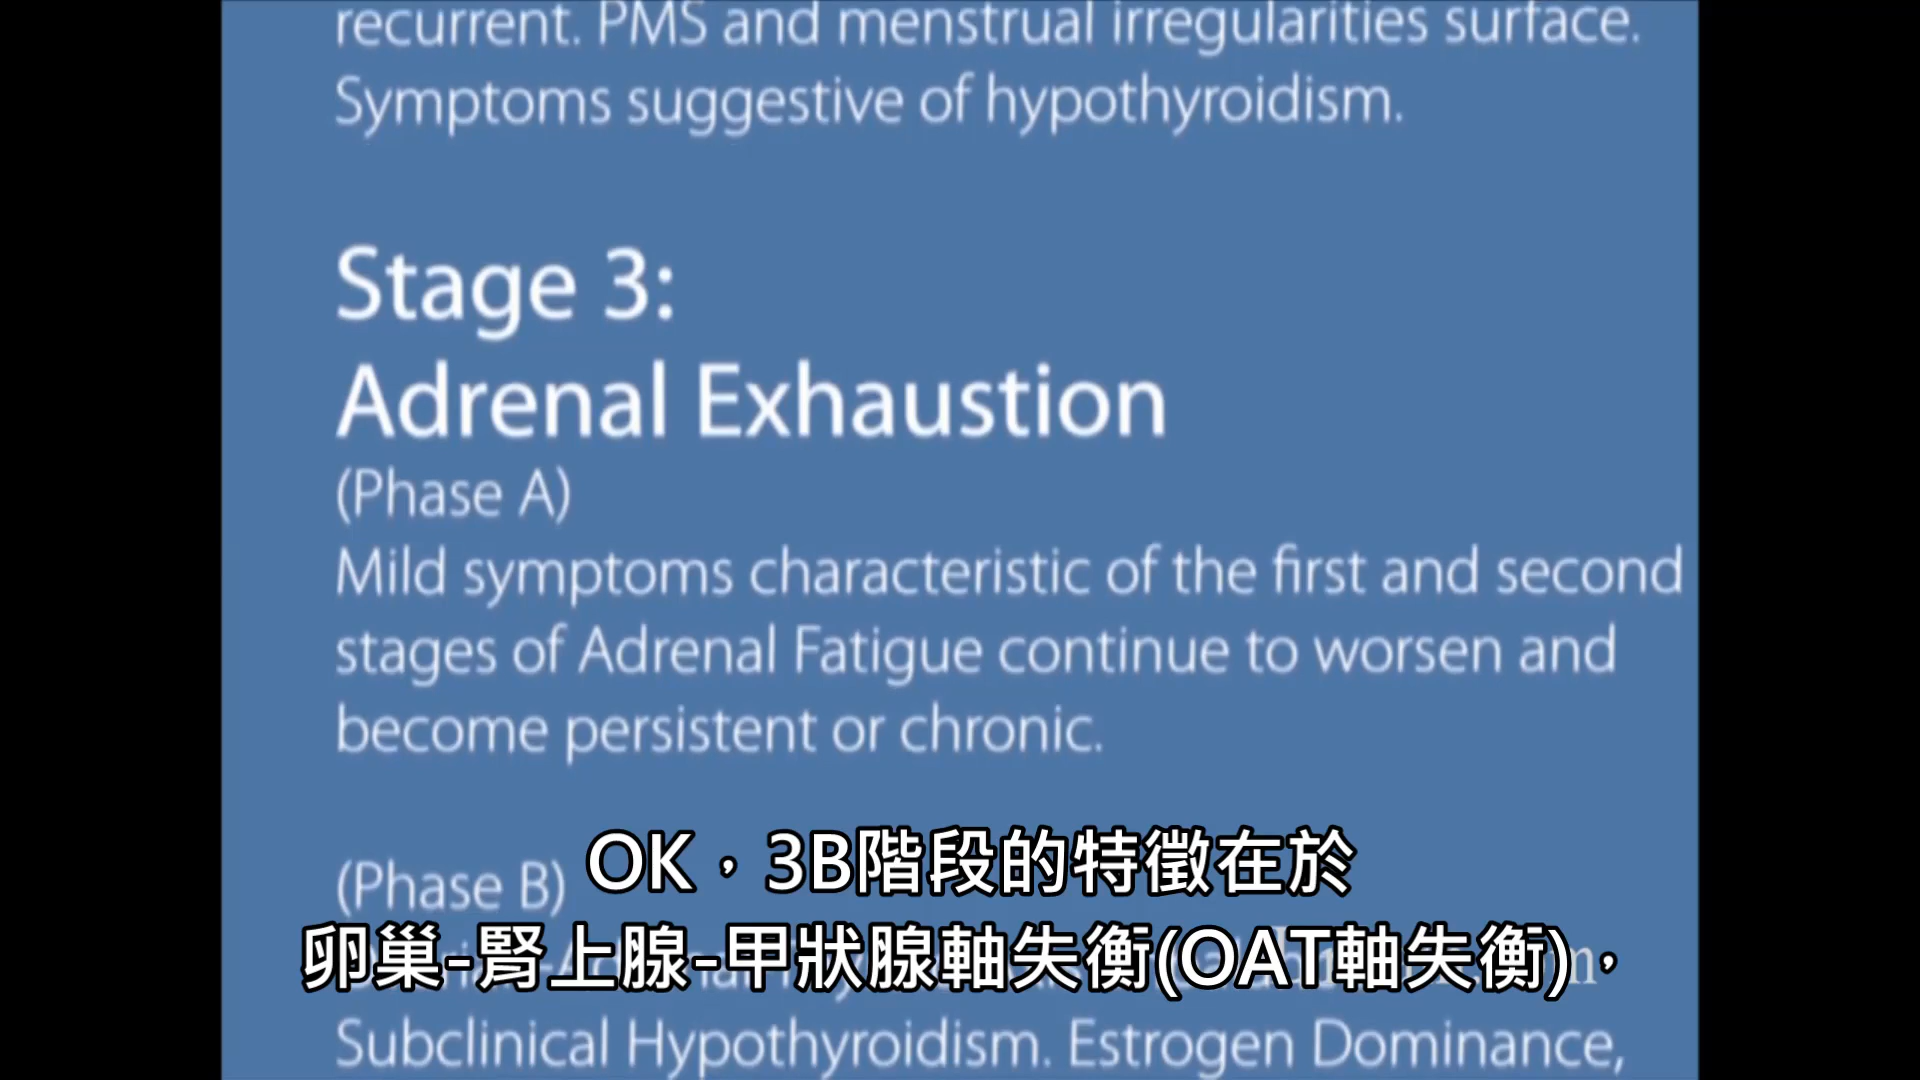 recurrent. PMS and menstrual irregularities surface.
Symptoms suggestive of hypothyroidism.
Stage 3:
Adrenal Exhaustion
(Phase A)
Mild symptoms characteristic of the first and second
stages of Adrenal Fatigue continue to worsen and
become persistent or chronic.
(Phase B)
OK，3B階段的特徵在於
卵巢-腎上腺-甲狀腺軸失衡(OAT軸失衡)，
Subclinical Hypothyroidism. Estrogen Dominance,